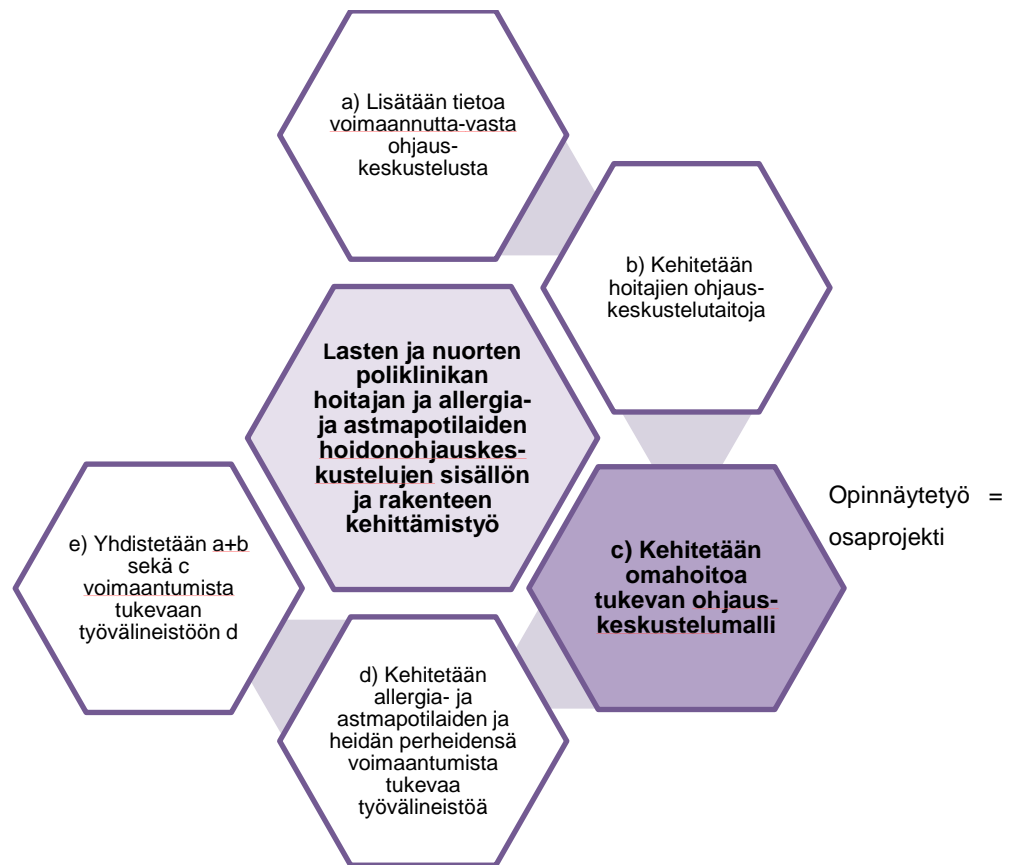 a) Lisätään tietoa
voimaannutta-vasta
ohjaus-
keskustelusta
b) Kehitetään
hoitajien ohjaus-
keskustelutaitoja
Lasten ja nuorten
poliklinikan
hoitajan ja allergia-
ja astmapotilaiden
hoidonohjauskes-
kustelujen sisällön
ja rakenteen
kehittämistyö
Opinnäytetyö =
osaprojekti
c) Kehitetään
omahoitoa
tukevan ohjaus-
keskustelumalli
d) Kehitetään
allergia- ja
astmapotilaiden ja
heidän perheidensä
voimaantumista
tukevaa
työvälineistöä
e) Yhdistetään a+b
sekä c
voimaantumista
tukevaan
työvälineistöön d